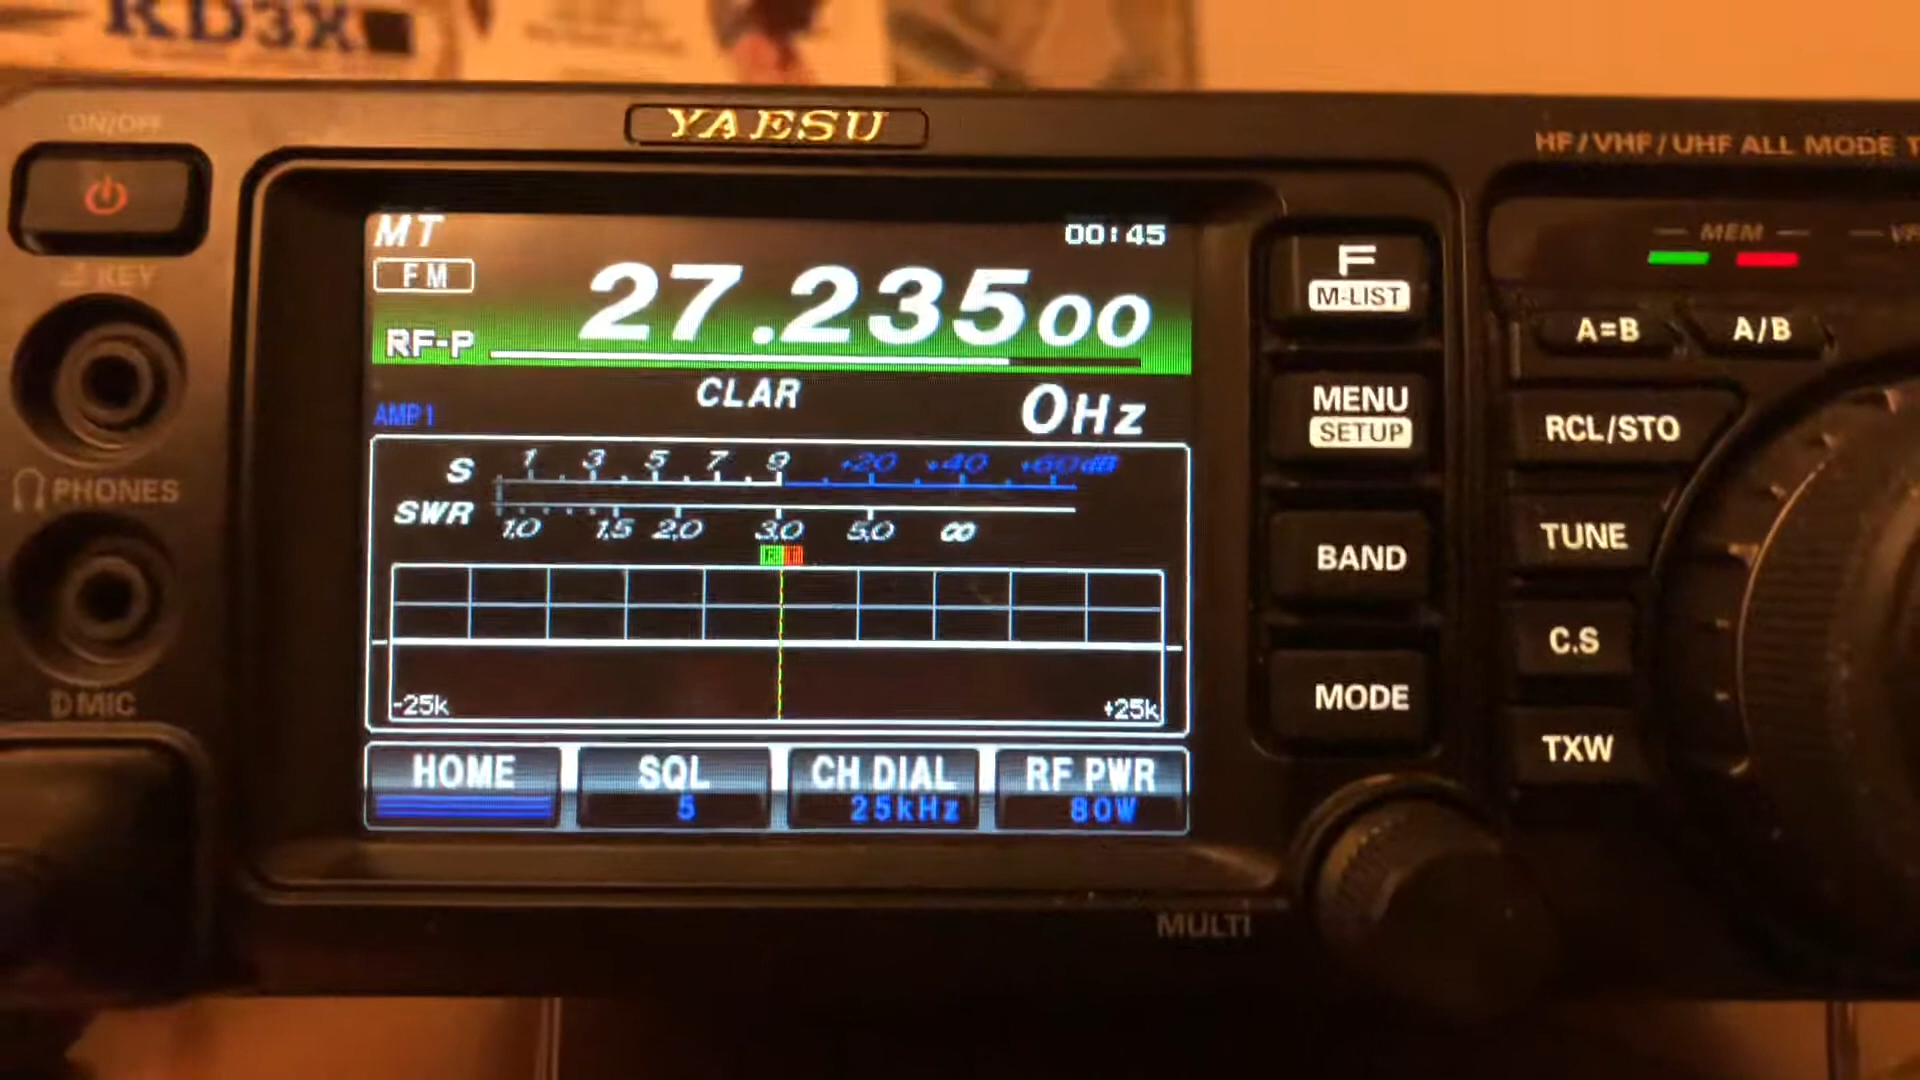 KD3X
YAESU
HF/VHF/UHF ALL MODE T
ON/OFF
MT
00:45
F
M-LIST
MEM
FM
27.23500
RF-P
A=B
A/B
KEY
CLAR
0Hz
MENU
SETUP
AMP1
RCL/STO
S 1 3 5 7 9 +20 +40 +60dB
PHONES
SWR
1.0 1.5 2.0 3.0 5.0 ∞
BAND
TUNE
C.S
MODE
MIC
-25k
+25k
TXW
HOME
SQL
CH DIAL
RF PWR
5
25kHz
80W
MULTI